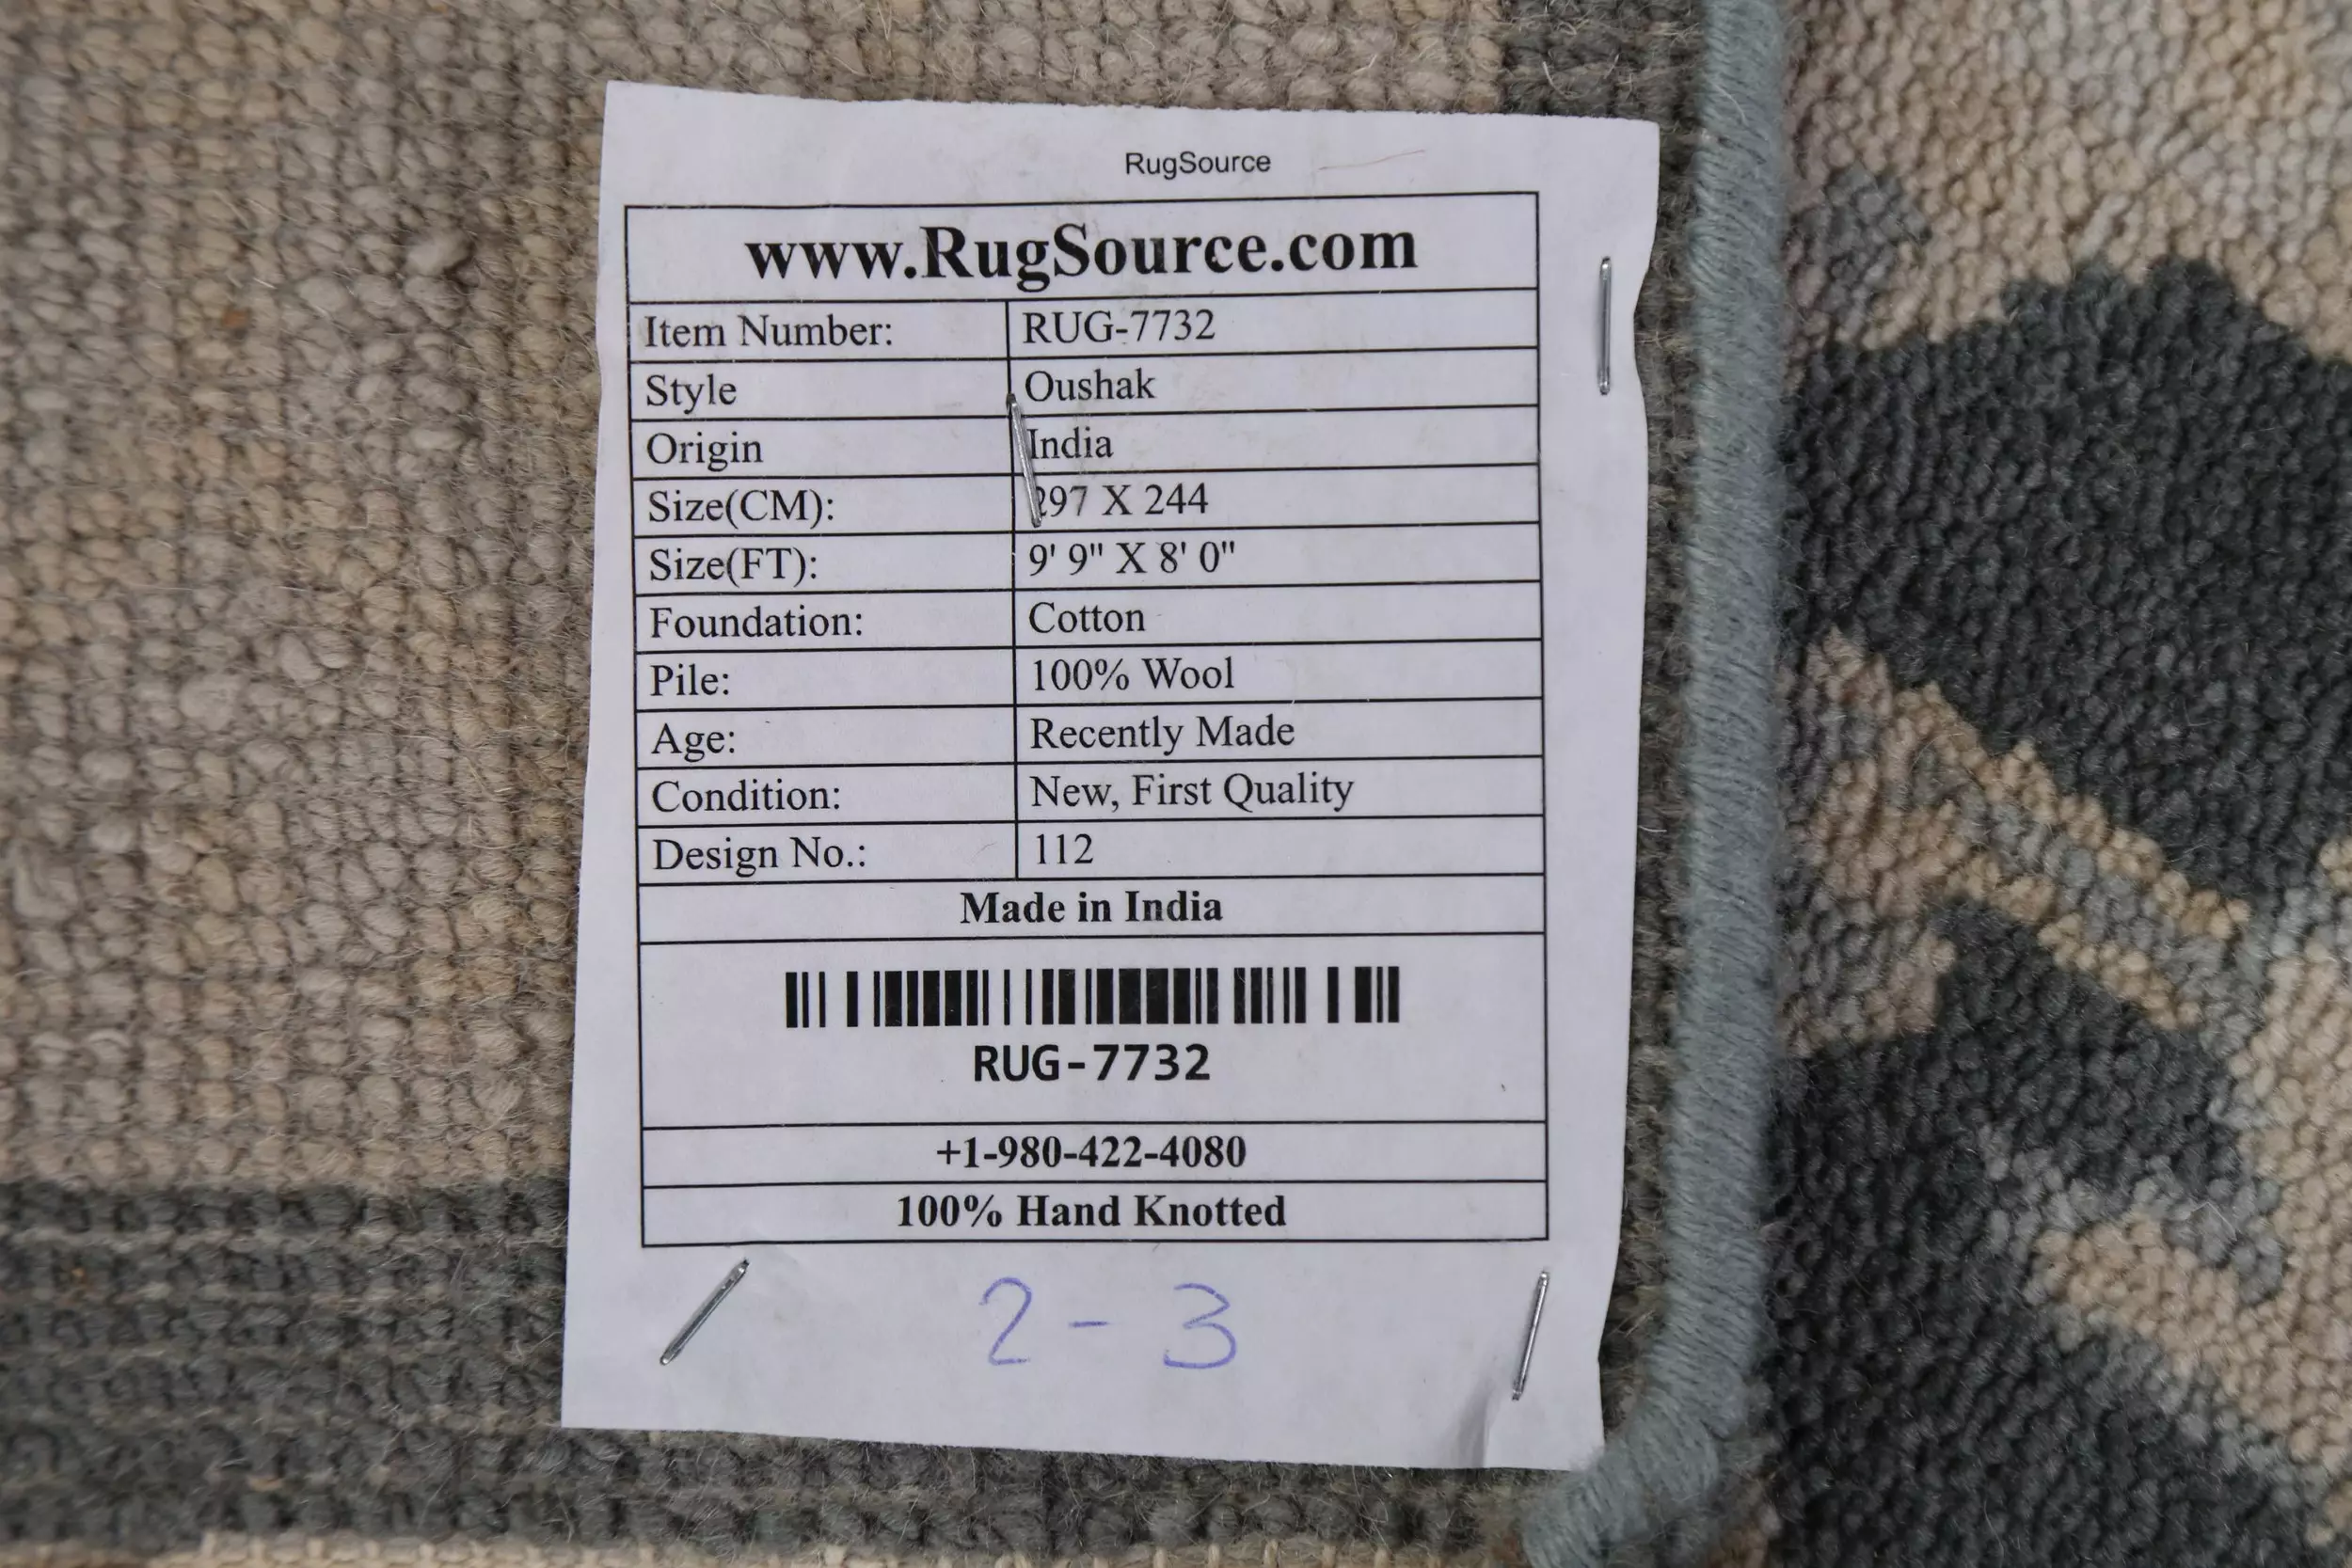 RugSource
www.RugSource.com
Item Number: RUG-7732
Style Oushak
Origin India
Size(CM): 297 X 244
Size(FT): 9' 9" X 8' 0"
Foundation: Cotton
Pile: 100% Wool
Age: Recently Made
Condition: New, First Quality
Design No.: 112
Made in India
RUG-7732
+1-980-422-4080
100% Hand Knotted
2-3